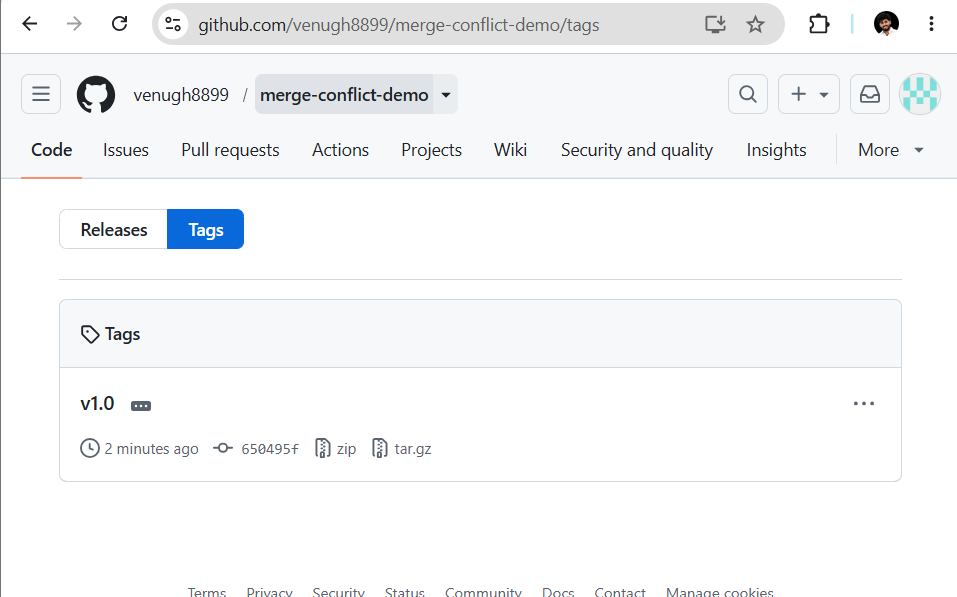 github.com/venugh8899/merge-conflict-demo/tags
venugh8899 / merge-conflict-demo
Code Issues Pull requests Actions Projects Wiki Security and quality Insights More
Releases Tags
Tags
v1.0
2 minutes ago 650495f zip tar.gz
Terms Privacy Security Status Community Docs Contact Manage cookies